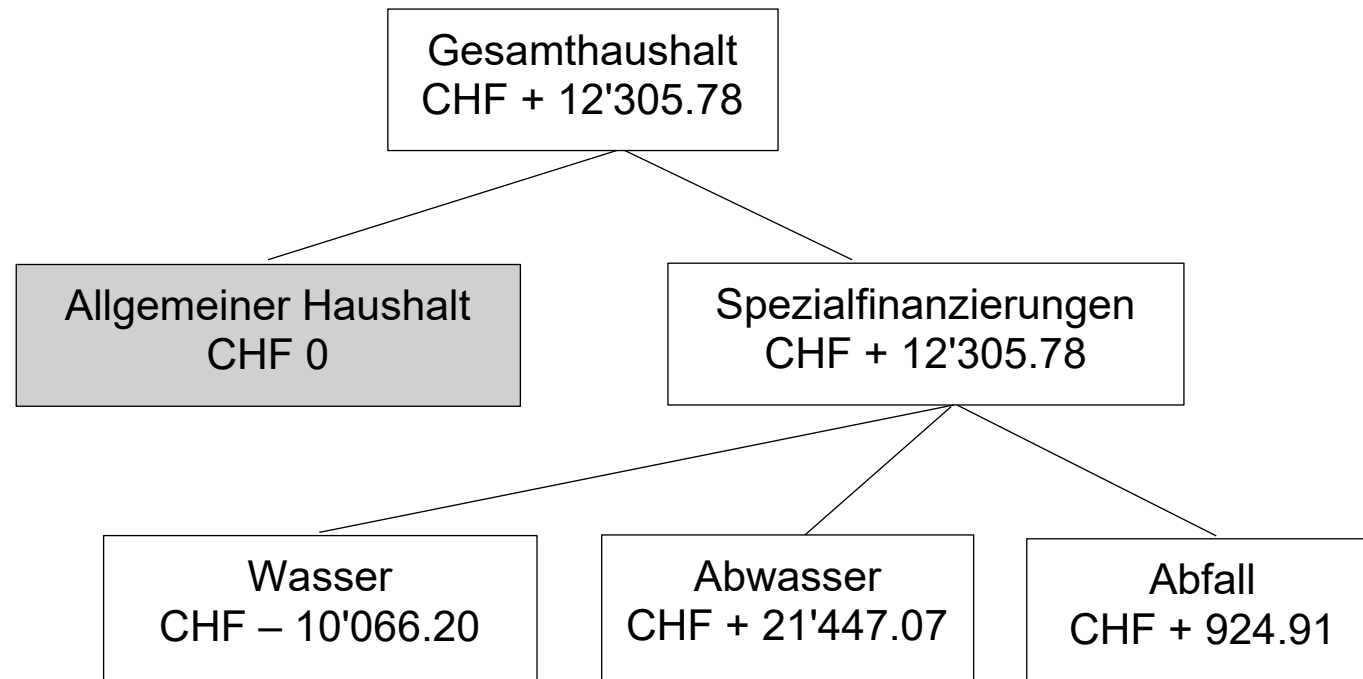 Gesamthaushalt
CHF + 12'305.78
Allgemeiner Haushalt
CHF 0
Spezialfinanzierungen
CHF + 12'305.78
Wasser
CHF – 10'066.20
Abwasser
CHF + 21'447.07
Abfall
CHF + 924.91